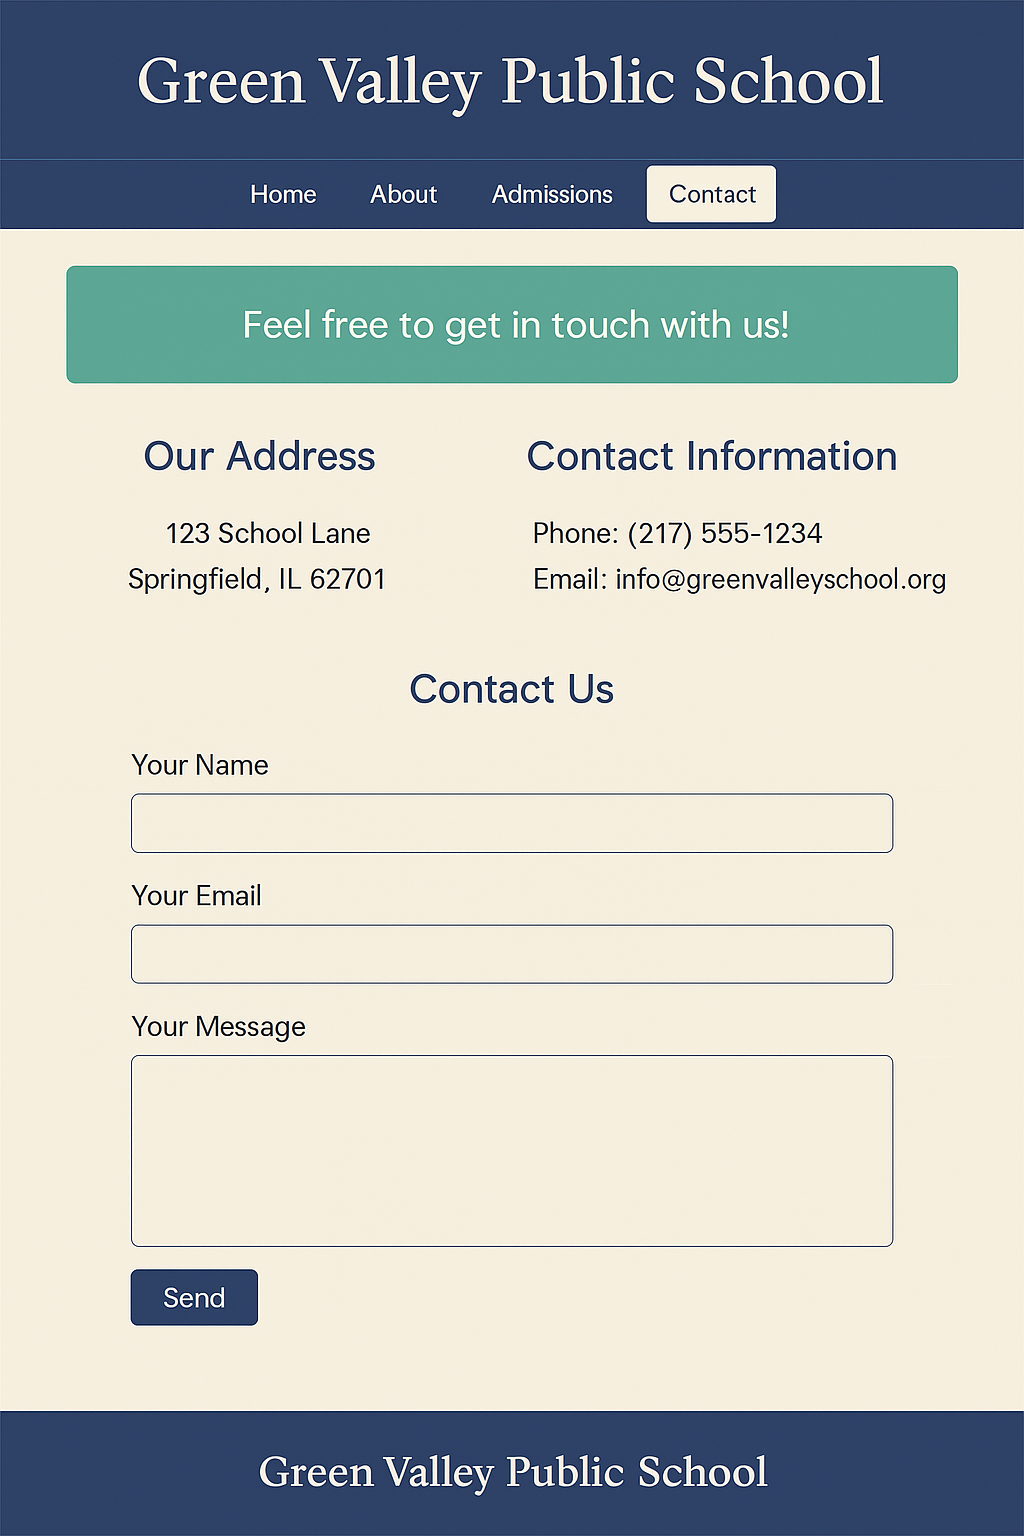 Green Valley Public School
Home About Admissions Contact
Feel free to get in touch with us!
Our Address
123 School Lane
Springfield, IL 62701
Contact Information
Phone: (217) 555-1234
Email: info@greenvalleyschool.org
Contact Us
Your Name
Your Email
Your Message
Send
Green Valley Public School